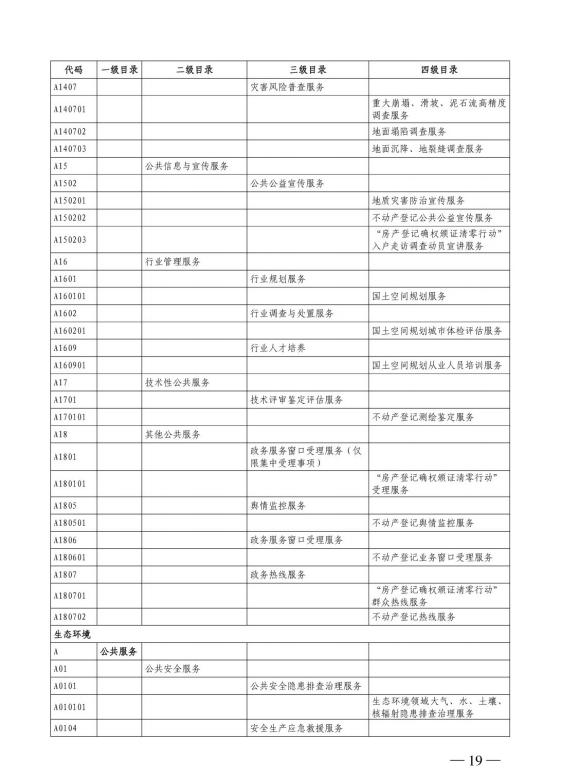 代码 一级目录 二级目录 三级目录 四级目录
A1407 灾害风险普查服务
A140701 重大崩塌、滑坡、泥石流高精度
调查服务
A140702 地面塌陷调查服务
A140703 地面沉降、地裂缝调查服务
A15 公共信息与宣传服务
A1502 公共公益宣传服务
A150201 地质灾害防治宣传服务
A150202 不动产登记公共公益宣传服务
A150203 “房产登记确权颁证清零行动”
入户走访调查动员宣讲服务
A16 行业管理服务
A1601 行业规划服务
A160101 国土空间规划服务
A1602 行业调查与处置服务
A160201 国土空间规划城市体检评估服务
A1609 行业人才培养
A160901 国土空间规划从业人员培训服务
A17 技术性公共服务
A1701 技术评审鉴定评估服务
A170101 不动产登记测绘鉴定服务
A18 其他公共服务
A1801 政务服务窗口受理服务（仅
限集中受理事项）
A180101 “房产登记确权颁证清零行动”
受理服务
A1805 舆情监控服务
A180501 不动产登记舆情监控服务
A1806 政务服务窗口受理服务
A180601 不动产登记业务窗口受理服务
A1807 政务热线服务
A180701 “房产登记确权颁证清零行动”
群众热线服务
A180702 不动产登记热线服务
生态环境
A 公共服务
A01 公共安全服务
A0101 公共安全隐患排查治理服务
A010101 生态环境领域大气、水、土壤、
核辐射隐患排查治理服务
A0104 安全生产应急救援服务
— 19 —